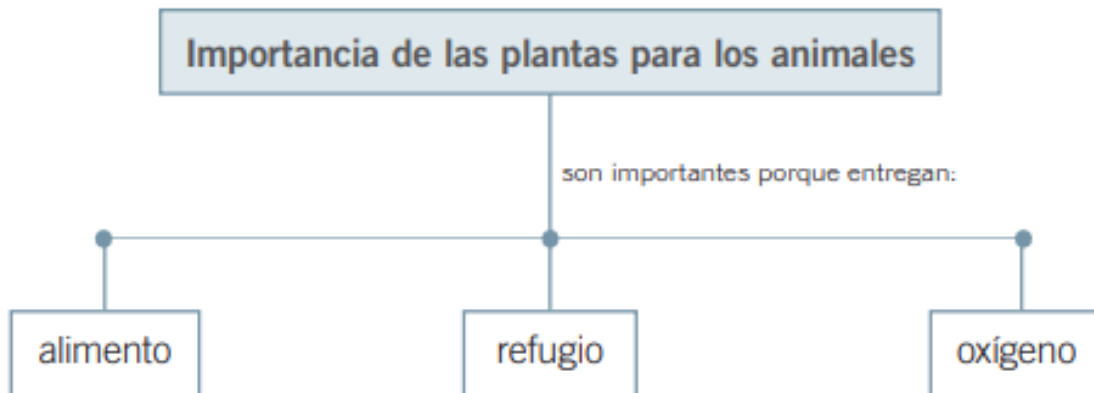 Importancia de las plantas para los animales
son importantes porque entregan:
alimento
refugio
oxígeno